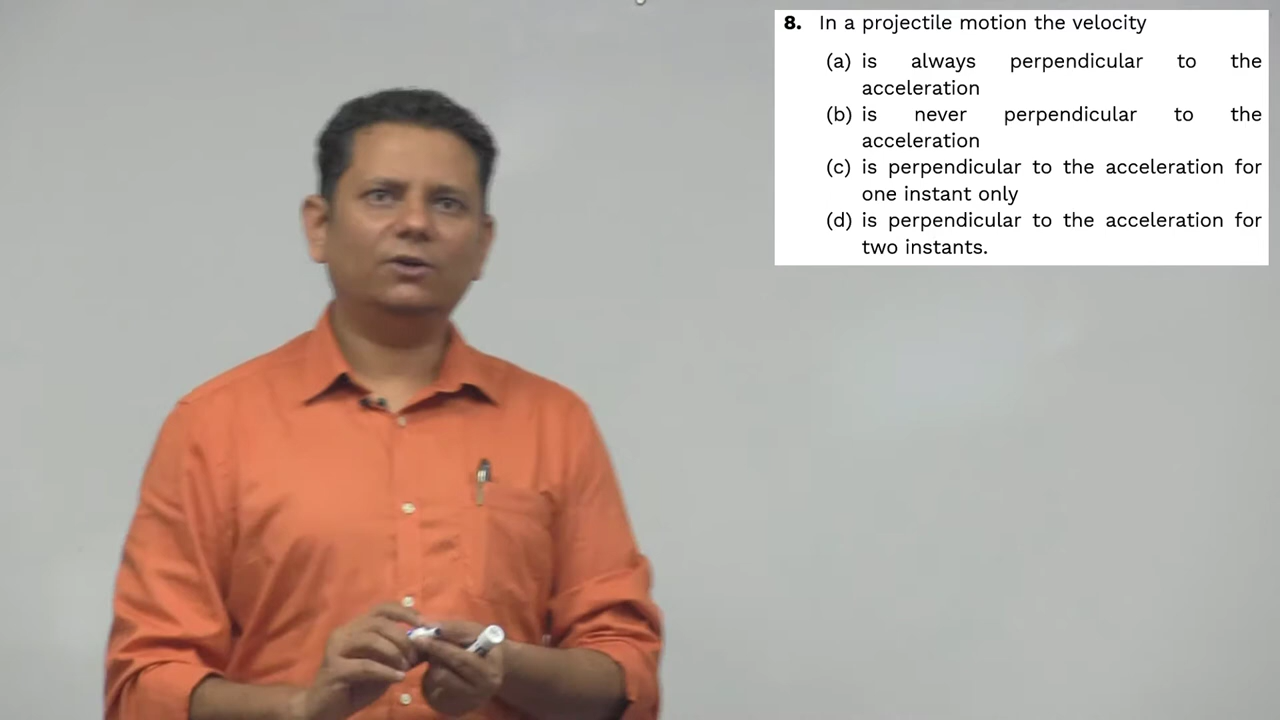 8. In a projectile motion the velocity
(a) is always perpendicular to the
acceleration
(b) is never perpendicular to the
acceleration
(c) is perpendicular to the acceleration for
one instant only
(d) is perpendicular to the acceleration for
two instants.